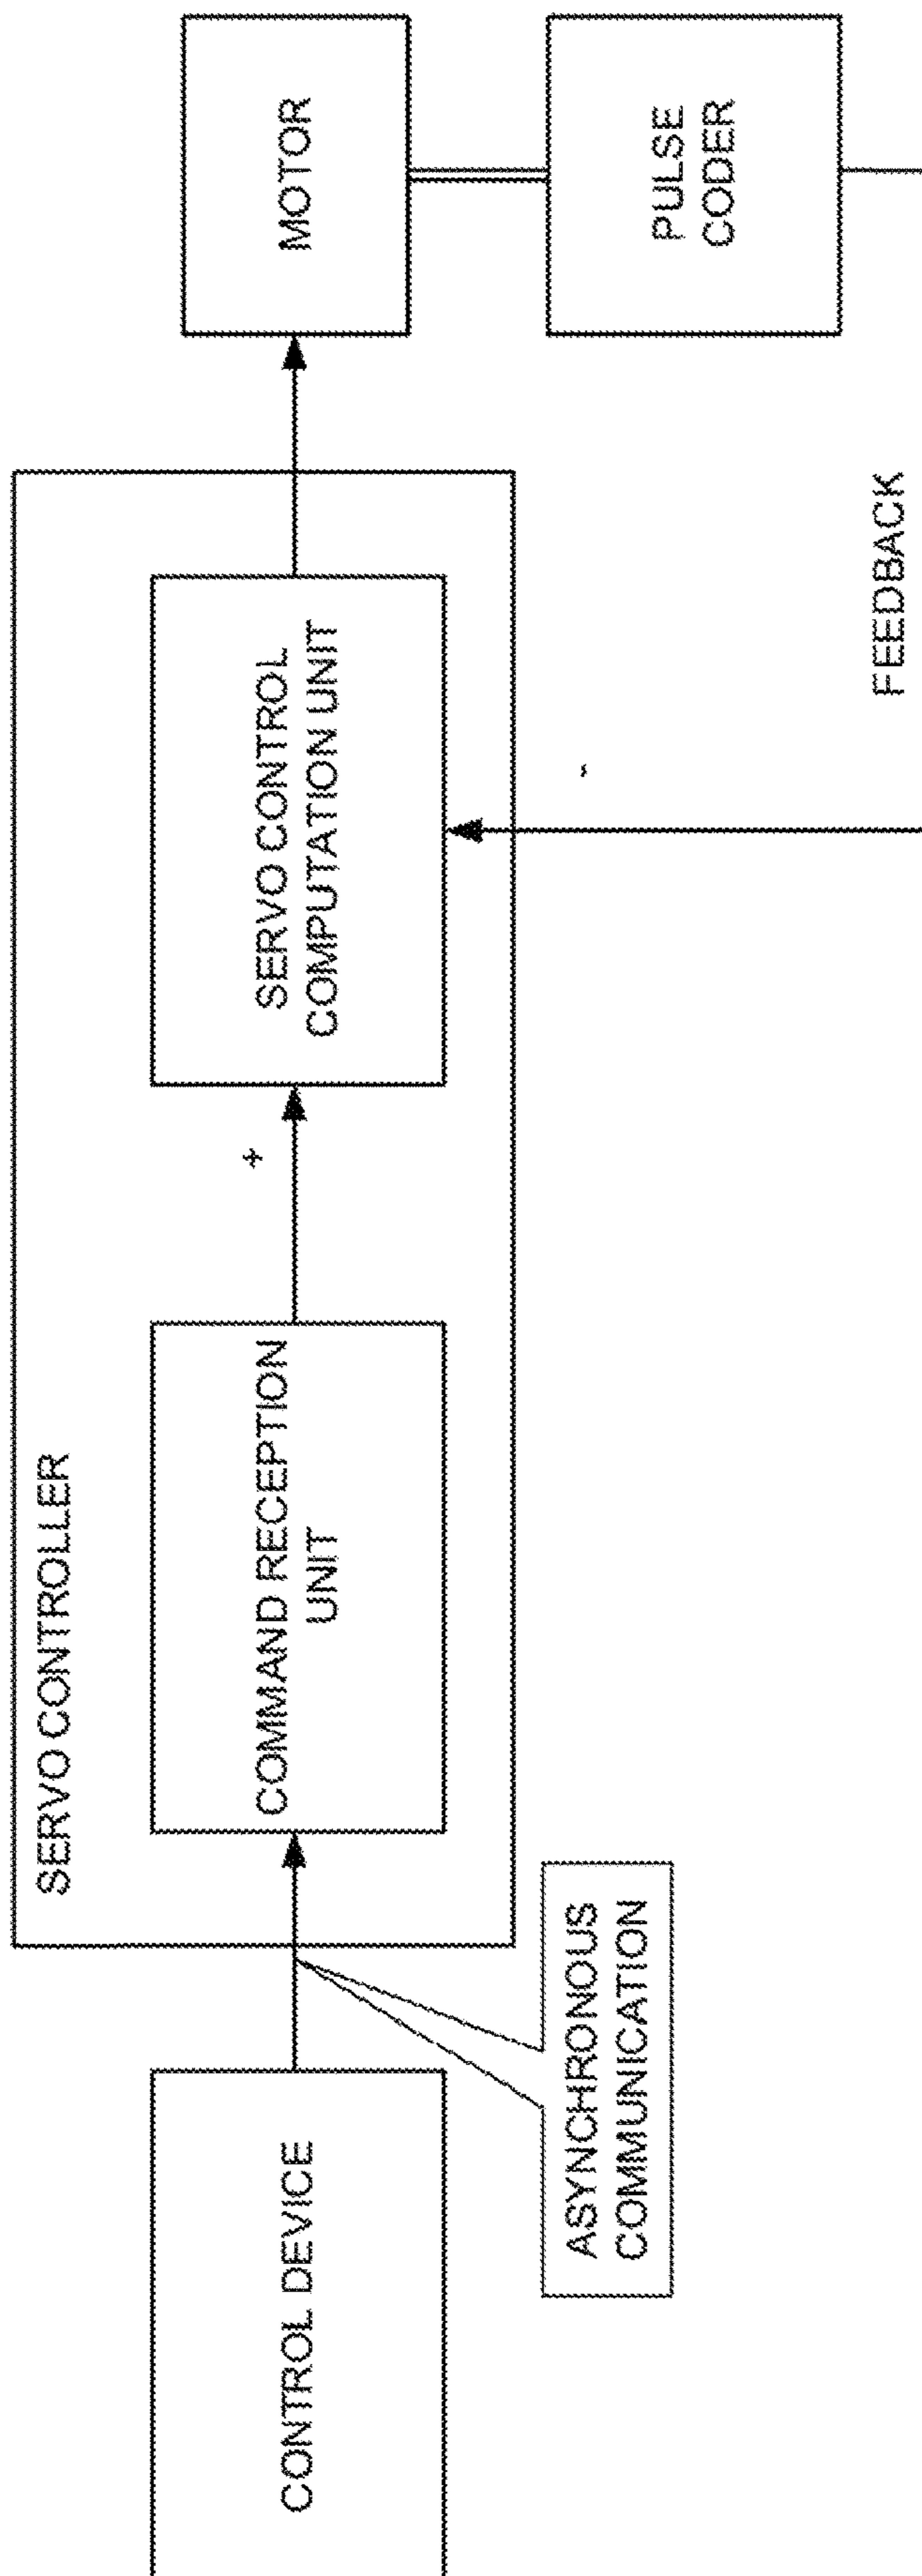 SERVO CONTROLLER
CONTROL DEVICE
COMMAND RECEPTION
UNIT
+
SERVO CONTROL
COMPUTATION UNIT
MOTOR
ASYNCHRONOUS
COMMUNICATION
-
PULSE
CODER
FEEDBACK